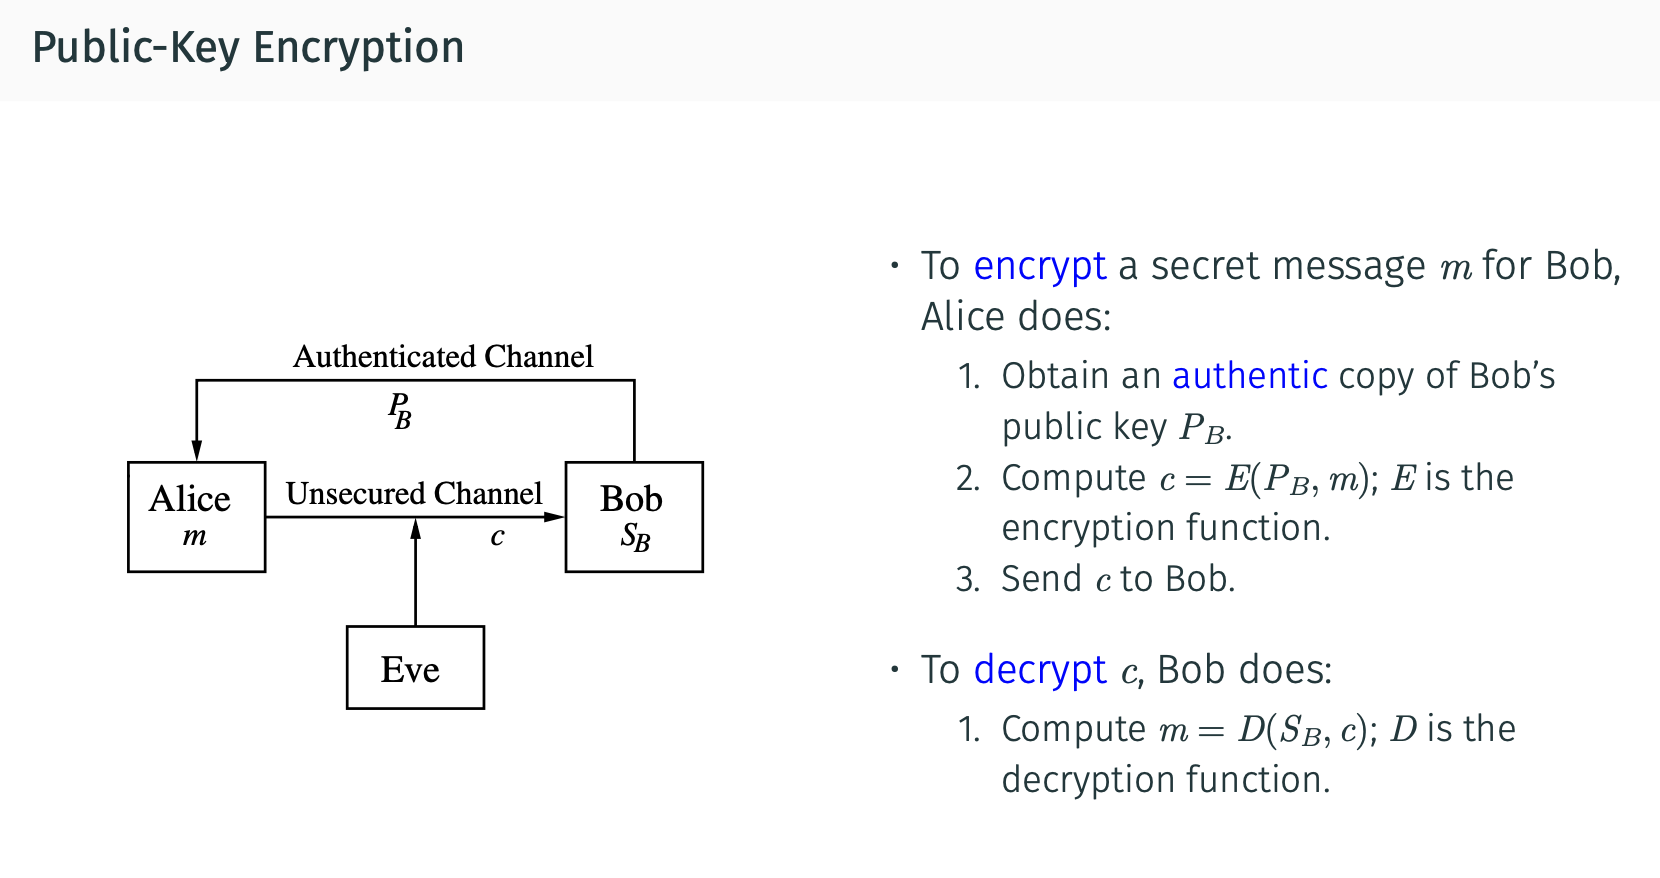 Public-Key Encryption
Authenticated Channel
P_B
Alice
m
Unsecured Channel
c
Bob
S_B
Eve
• To encrypt a secret message m for Bob,
Alice does:
1. Obtain an authentic copy of Bob’s
public key P_B.
2. Compute c = E(P_B, m); E is the
encryption function.
3. Send c to Bob.
• To decrypt c, Bob does:
1. Compute m = D(S_B, c); D is the
decryption function.